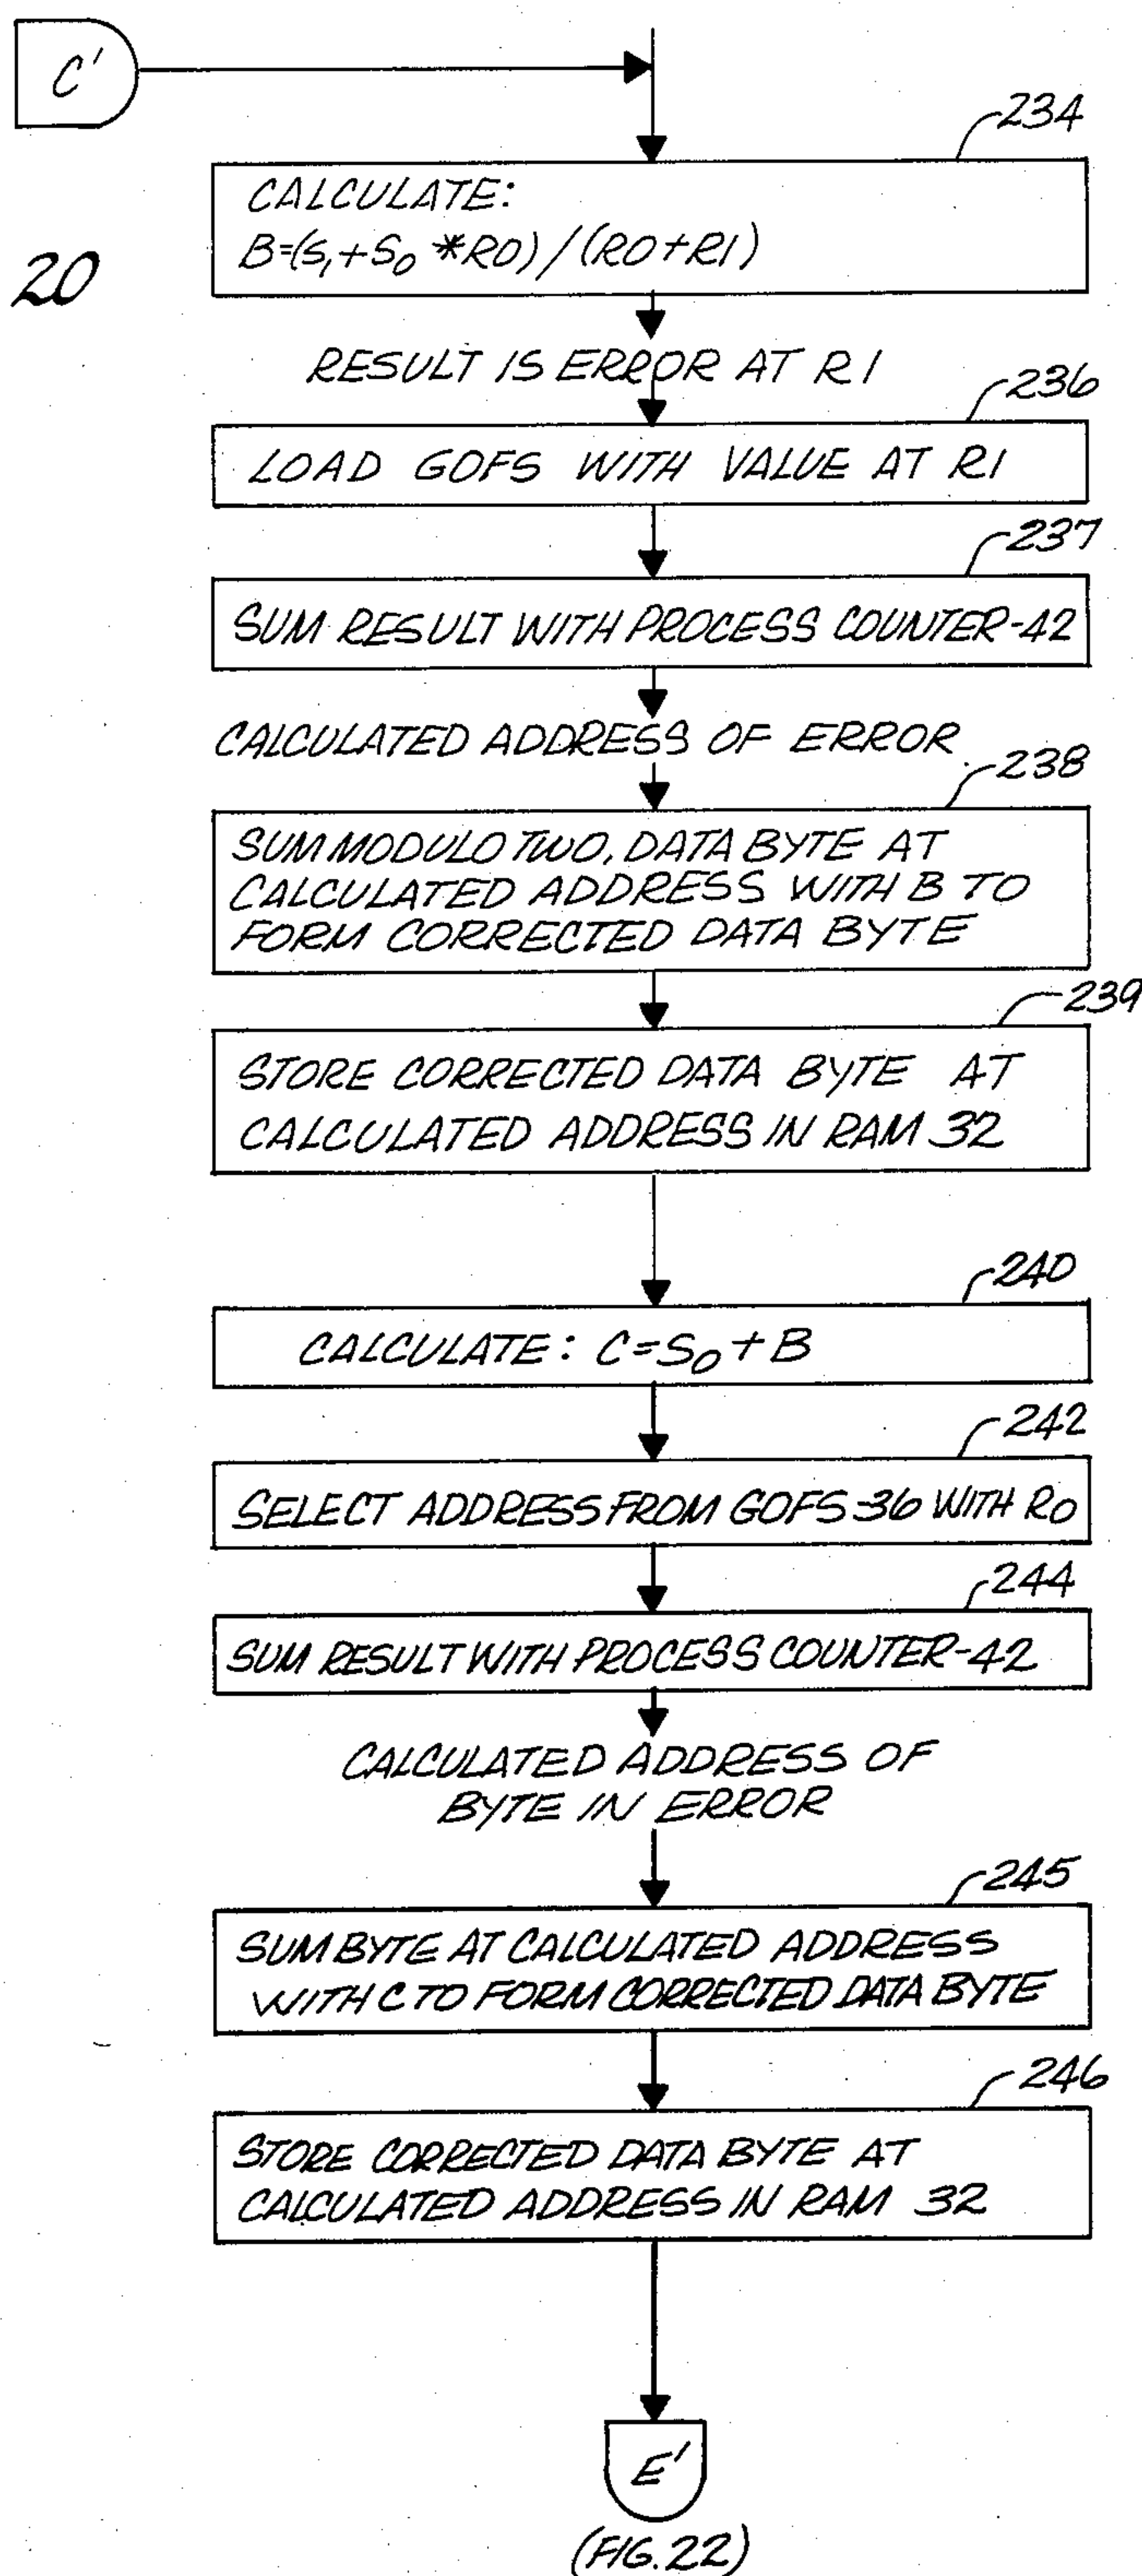 C'
234
CALCULATE:
B=(S₁+S₀*R0)/(R0+R1)
20
RESULT IS ERROR AT R1
236
LOAD GOFS WITH VALUE AT R1
237
SUM RESULT WITH PROCESS COUNTER-42
CALCULATED ADDRESS OF ERROR
238
SUM MODULO TWO, DATA BYTE AT
CALCULATED ADDRESS WITH B TO
FORM CORRECTED DATA BYTE
239
STORE CORRECTED DATA BYTE AT
CALCULATED ADDRESS IN RAM 32
240
CALCULATE: C=S₀+B
242
SELECT ADDRESS FROM GOFS-36 WITH R0
244
SUM RESULT WITH PROCESS COUNTER-42
CALCULATED ADDRESS OF
BYTE IN ERROR
245
SUM BYTE AT CALCULATED ADDRESS
WITH C TO FORM CORRECTED DATA BYTE
246
STORE CORRECTED DATA BYTE AT
CALCULATED ADDRESS IN RAM 32
E'
(FIG. 22)